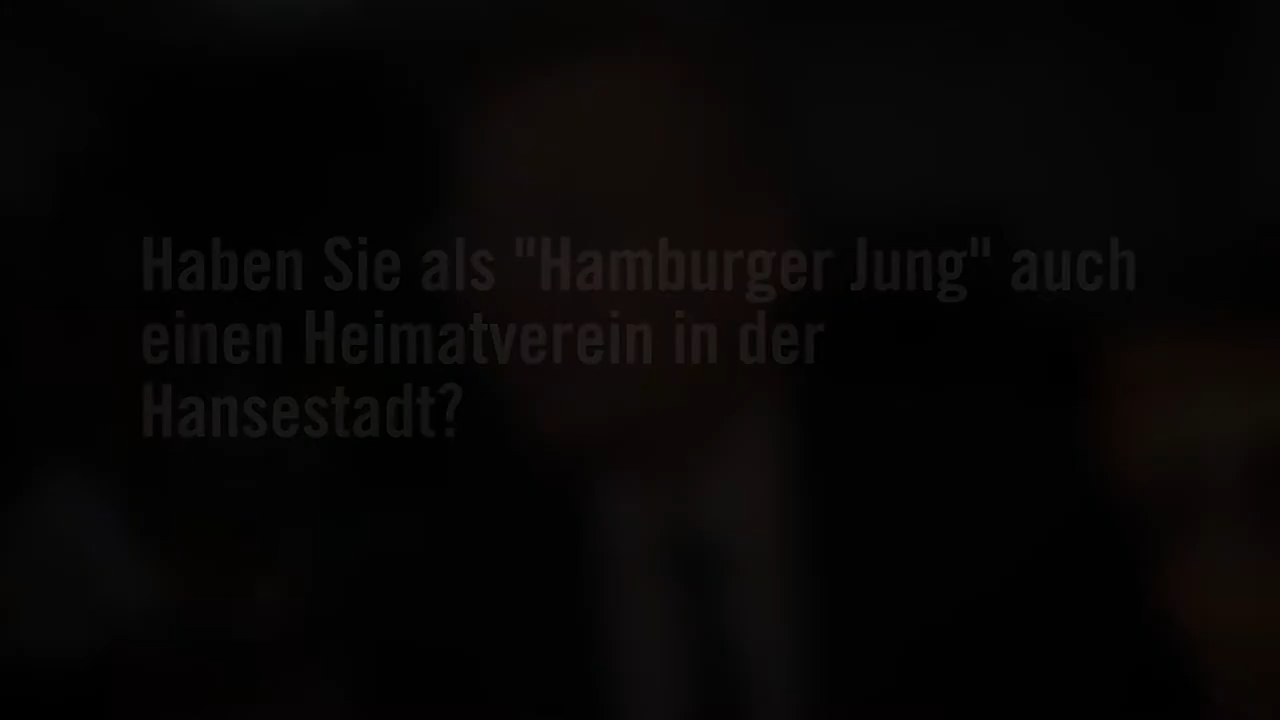 Haben Sie als "Hamburger Jung" auch
einen Heimatverein in der
Hansestadt?